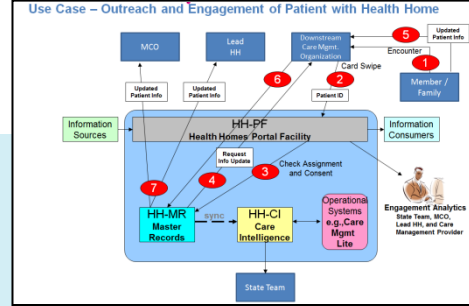 Use Case – Outreach and Engagement of Patient with Health Home
MCO
Lead
HH
Downstream
Care Mgmt.
Organization
5
Updated
Patient Info
Encounter
1
Member /
Family
6
Card Swipe
2
Updated
Patient Info
Updated
Patient Info
Patient ID
Information
Sources
HH-PF
Health Homes Portal Facility
Information
Consumers
Request
Info Update
7
4
3
Check Assignment
and Consent
HH-MR
Master
Records
sync
HH-CI
Care
Intelligence
Operational
Systems
e.g.,Care
Mgmt
Lite
Engagement Analytics
State Team, MCO,
Lead HH, and Care
Management Provider
State Team